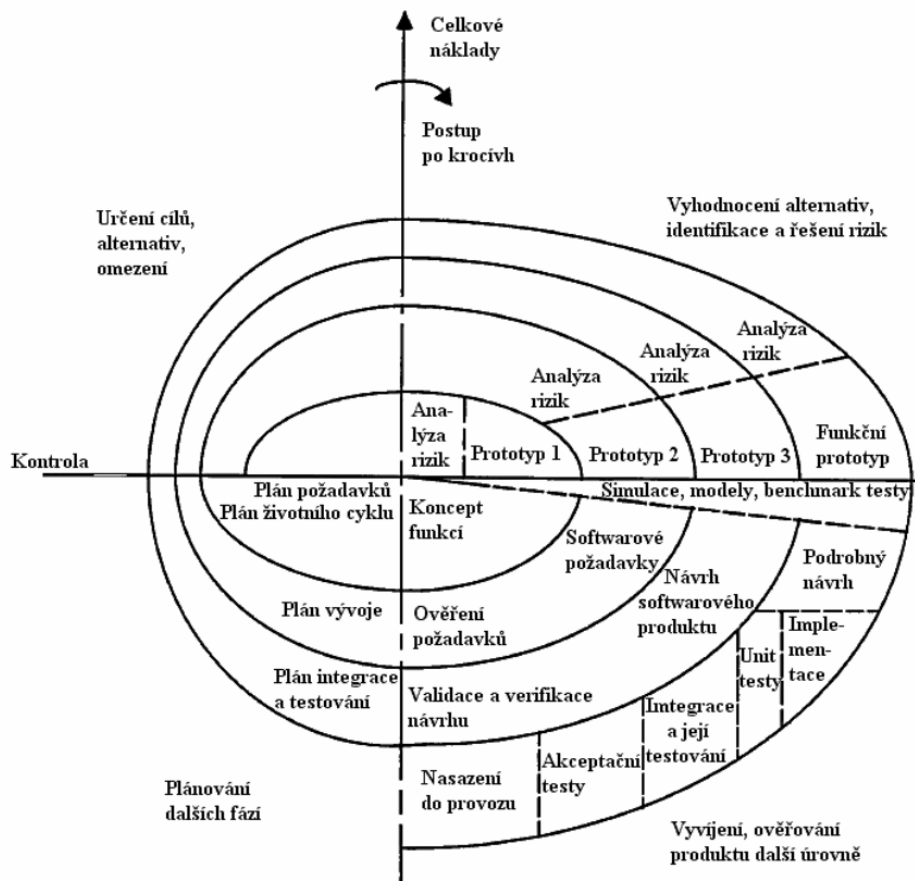 Celkové
náklady
Postup
po krocívh
Určení cílů,
alternativ,
omezení
Vyhodnocení alternativ,
identifikace a řešení rizik
Analýza
rizik
Analýza
rizik
Analýza
rizik
Ana-
lýza
rizik
Prototyp 1
Prototyp 2
Prototyp 3
Funkční
prototyp
Kontrola
Plán požadavků
Plán životního cyklu
Koncept
funkcí
Simulace, modely, benchmark testy
Softwarové
požadavky
Návrh
softwarového
produktu
Podrobný
návrh
Plán vývoje
Ověření
požadavků
Unit
testy
Imple-
men-
tace
Plán integrace
a testování
Validace a verifikace
návrhu
Imtegrace
a její
testování
Akceptační
testy
Nasazení
do provozu
Plánování
dalších fází
Vyvíjení, ověřování
produktu další úrovně